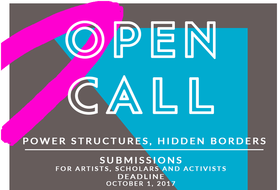 OPEN
CALL
POWER STRUCTURES, HIDDEN BORDERS
SUBMISSIONS
FOR ARTISTS, SCHOLARS AND ACTIVISTS
DEADLINE
OCTOBER 1, 2017